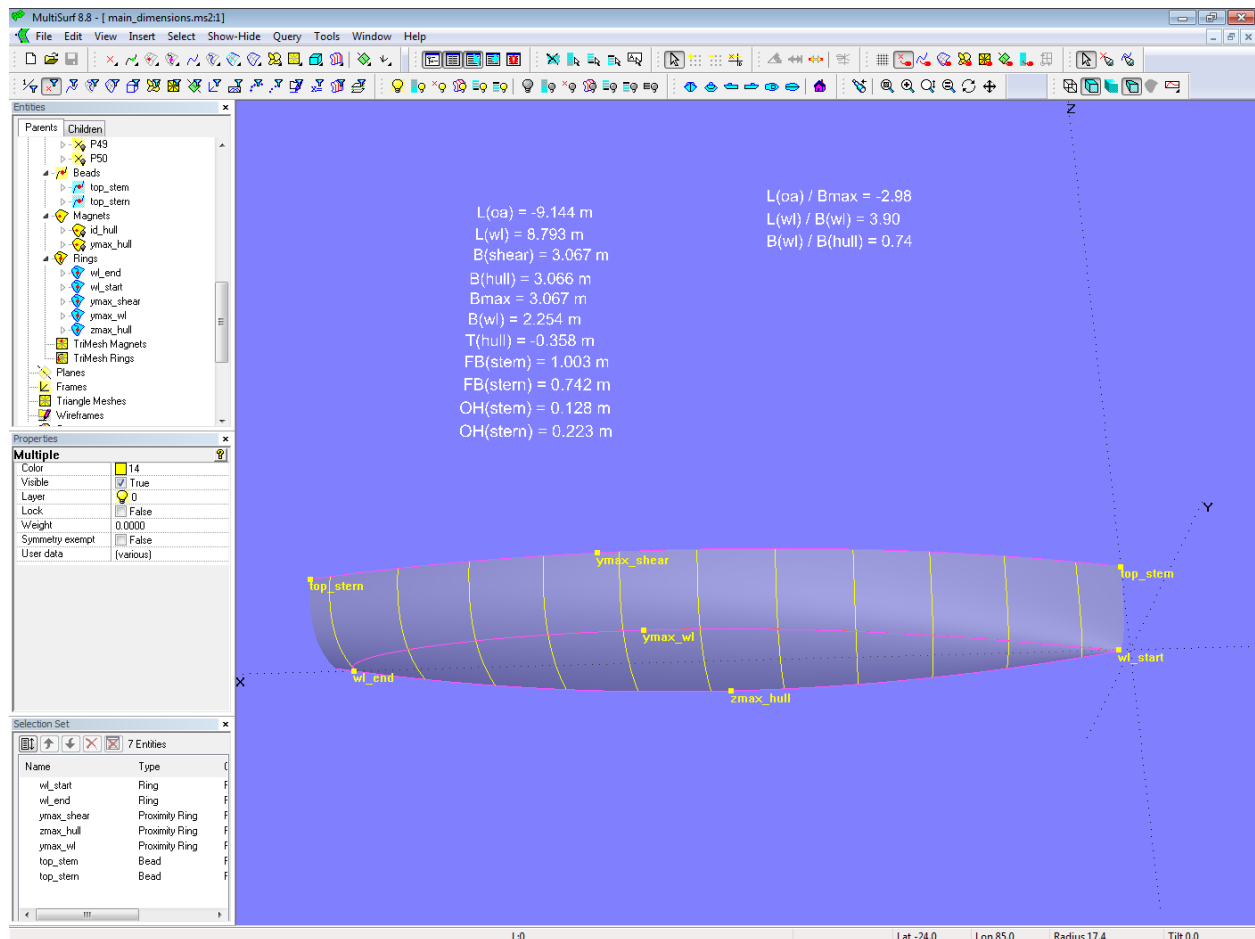 MultiSurf 8.8 - [ main_dimensions.ms2:1]
File Edit View Insert Select Show-Hide Query Tools Window Help
Entities
Parents Children
P49
P50
Beads
top_stem
top_stern
Magnets
id_hull
ymax_hull
Rings
wl_end
wl_start
ymax_shear
ymax_wl
zmax_hull
TriMesh Magnets
TriMesh Rings
Planes
Frames
Triangle Meshes
Wireframes
Properties
Multiple
Color 14
Visible True
Layer 0
Lock False
Weight 0.0000
Symmetry exempt False
User data (various)
Selection Set
7 Entities
Name Type
wl_start Ring F
wl_end Ring F
ymax_shear Proximity Ring F
zmax_hull Proximity Ring F
ymax_wl Proximity Ring F
top_stem Bead F
top_stern Bead F
L(oa) = -9.144 m
L(wl) = 8.793 m
B(shear) = 3.067 m
B(hull) = 3.066 m
Bmax = 3.067 m
B(wl) = 2.254 m
T(hull) = -0.358 m
FB(stem) = 1.003 m
FB(stern) = 0.742 m
OH(stem) = 0.128 m
OH(stern) = 0.223 m
L(oa) / Bmax = -2.98
L(wl) / B(wl) = 3.90
B(wl) / B(hull) = 0.74
Z
Y
X
ymax_shear
top_stern
top_stem
ymax_wl
wl_start
wl_end
zmax_hull
L:0 Lat -24.0 Lon 85.0 Radius 17.4 Tilt 0.0